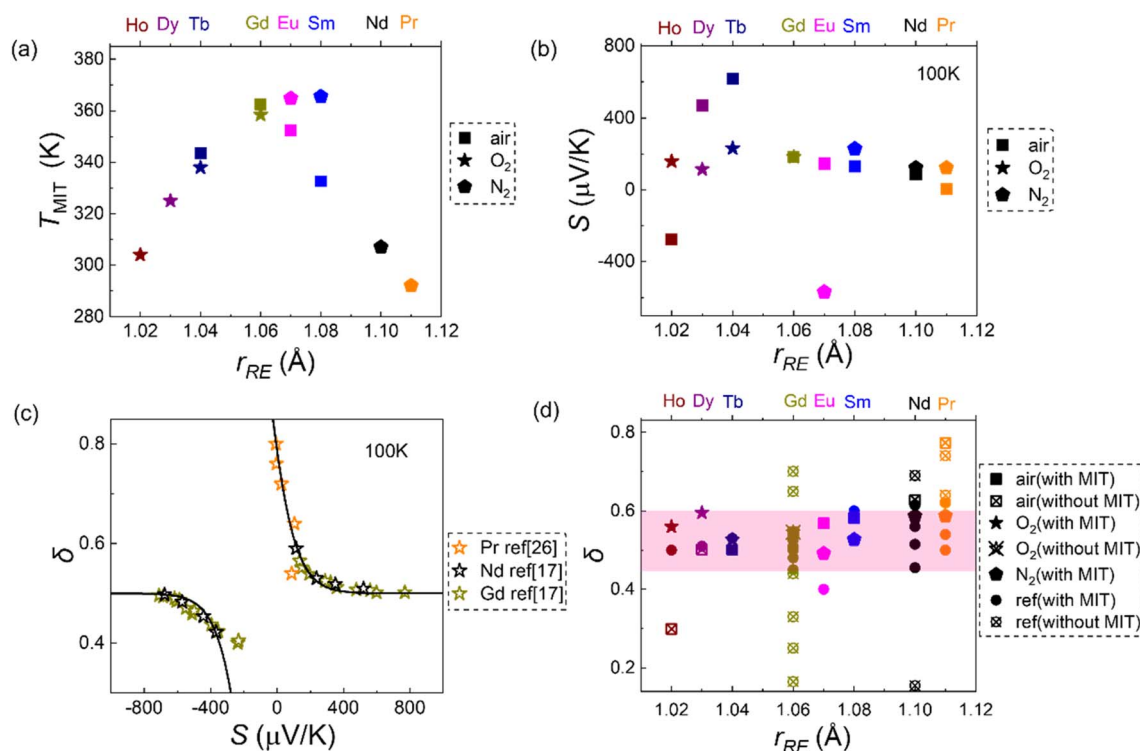 (a)
Ho Dy Tb Gd Eu Sm Nd Pr
T_MIT (K)
380
360
340
320
300
280
1.02 1.04 1.06 1.08 1.10 1.12
r_RE (Å)
air
O₂
N₂
(b)
Ho Dy Tb Gd Eu Sm Nd Pr
100K
S (μV/K)
800
400
0
-400
1.02 1.04 1.06 1.08 1.10 1.12
r_RE (Å)
air
O₂
N₂
(c)
100K
δ
0.8
0.6
0.4
-800 -400 0 400 800
S (μV/K)
Pr ref[26]
Nd ref[17]
Gd ref[17]
(d)
Ho Dy Tb Gd Eu Sm Nd Pr
δ
0.8
0.6
0.4
0.2
1.02 1.04 1.06 1.08 1.10 1.12
r_RE (Å)
air(with MIT)
air(without MIT)
O₂(with MIT)
O₂(without MIT)
N₂(with MIT)
ref(with MIT)
ref(without MIT)